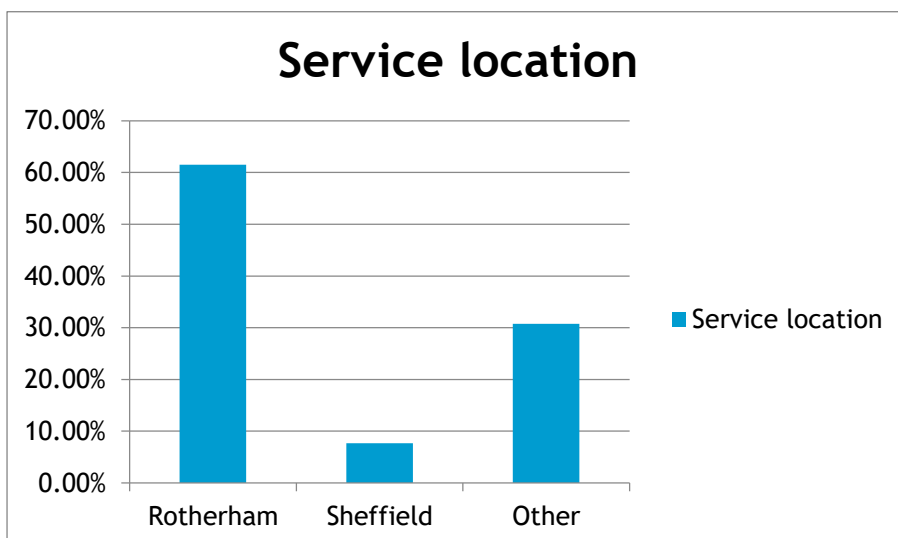 Service location
70.00%
60.00%
50.00%
40.00%
30.00%
20.00%
10.00%
0.00%
Rotherham Sheffield Other
Service location